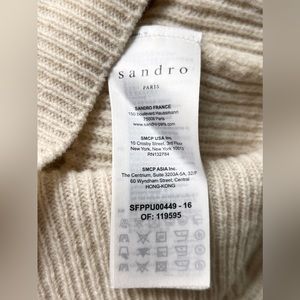 sandro
PARIS
SANDRO FRANCE
150 boulevard Haussmann
75008 Paris
www.sandro-paris.com
SMCP USA Inc.
10 Crosby Street, 3rd Floor
New York, New York 10013
RN132784
SMCP ASIA Inc.
The Centrium, Suite 3203A-5A, 32/F
60 Wyndham Street, Central
HONG-KONG
SFPPU00449 - 16
OF: 119595